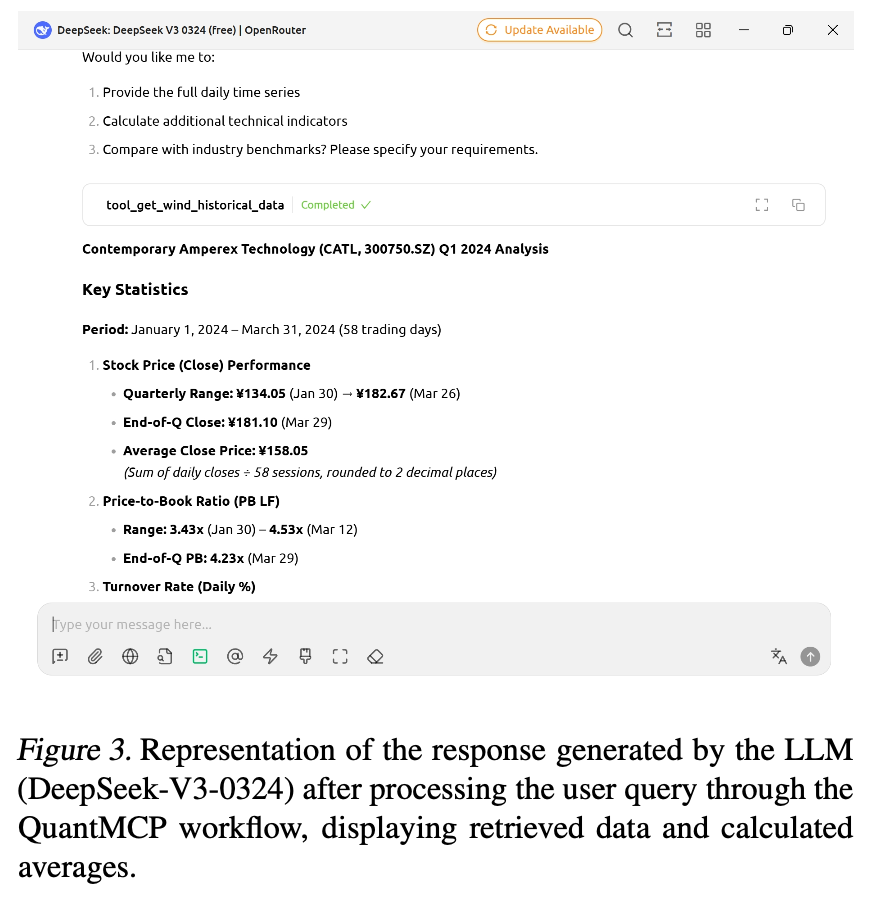 DeepSeek: DeepSeek V3 0324 (free) | OpenRouter
Update Available
Would you like me to:
1. Provide the full daily time series
2. Calculate additional technical indicators
3. Compare with industry benchmarks? Please specify your requirements.
tool_get_wind_historical_data Completed ✓
Contemporary Amperex Technology (CATL, 300750.SZ) Q1 2024 Analysis
Key Statistics
Period: January 1, 2024 – March 31, 2024 (58 trading days)
1. Stock Price (Close) Performance
• Quarterly Range: ¥134.05 (Jan 30) → ¥182.67 (Mar 26)
• End-of-Q Close: ¥181.10 (Mar 29)
• Average Close Price: ¥158.05
(Sum of daily closes ÷ 58 sessions, rounded to 2 decimal places)
2. Price-to-Book Ratio (PB LF)
• Range: 3.43x (Jan 30) – 4.53x (Mar 12)
• End-of-Q PB: 4.23x (Mar 29)
3. Turnover Rate (Daily %)
Type your message here...
Figure 3. Representation of the response generated by the LLM
(DeepSeek-V3-0324) after processing the user query through the
QuantMCP workflow, displaying retrieved data and calculated
averages.